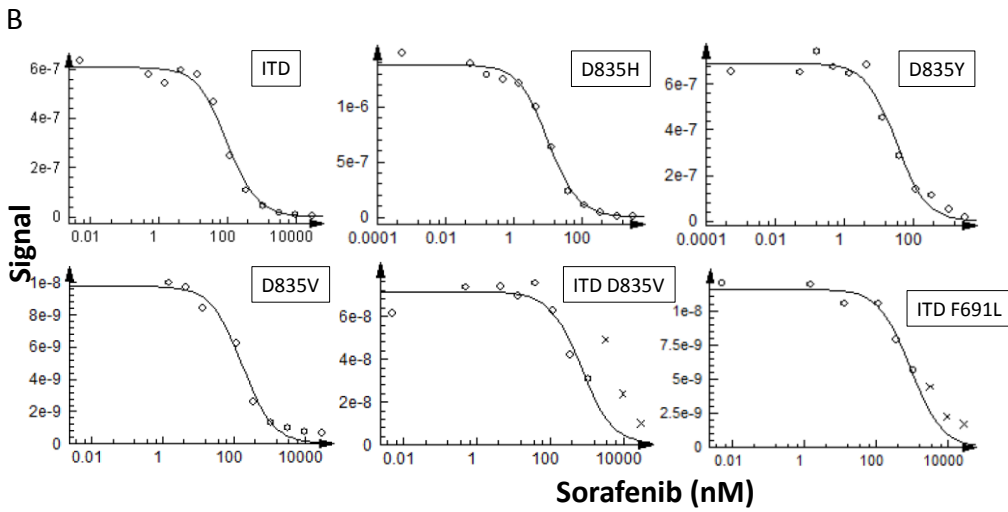 B
Signal
ITD
6e-7
4e-7
2e-7
0
0.01 1 100 10000
D835H
1e-6
5e-7
0
0.0001 0.01 1 100
D835Y
6e-7
4e-7
2e-7
0
0.0001 0.01 1 100
D835V
1e-8
8e-9
6e-9
4e-9
2e-9
0
0.01 1 100 10000
ITD D835V
6e-8
4e-8
2e-8
0
0.01 1 100 10000
ITD F691L
1e-8
7.5e-9
5e-9
2.5e-9
0
0.01 1 100 10000
Sorafenib (nM)